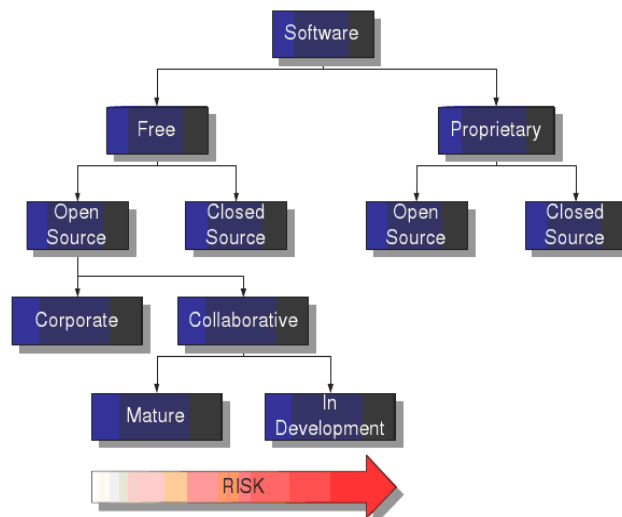 Software
Free
Proprietary
Open
Source
Closed
Source
Open
Source
Closed
Source
Corporate
Collaborative
Mature
In
Development
RISK